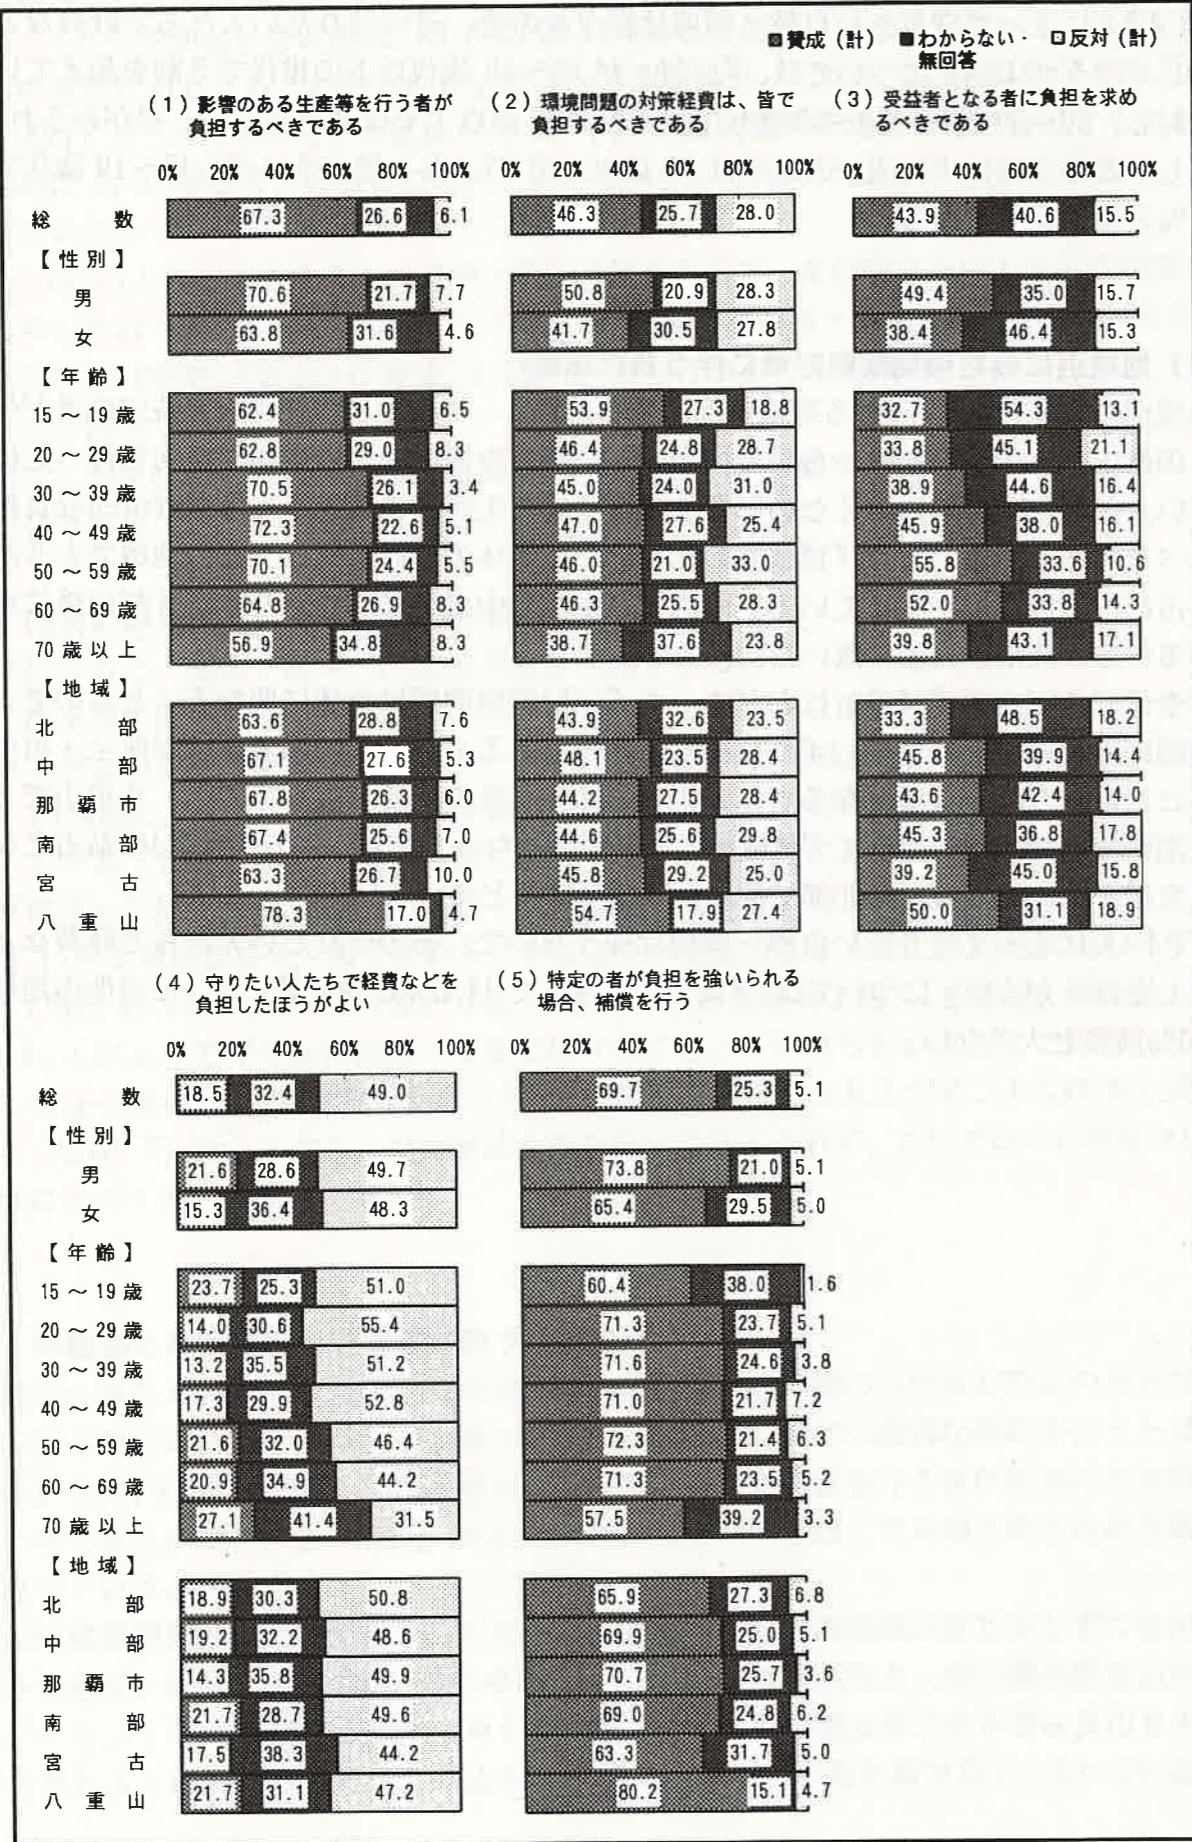 ■賛成（計） ■わからない・ □反対（計）
無回答
（１）影響のある生産等を行う者が
負担するべきである
（２）環境問題の対策経費は、皆で
負担するべきである
（３）受益者となる者に負担を求め
るべきである
0% 20% 40% 60% 80% 100% 0% 20% 40% 60% 80% 100% 0% 20% 40% 60% 80% 100%
総数 67.3 26.6 6.1 46.3 25.7 28.0 43.9 40.6 15.5
【性別】
男 70.6 21.7 7.7 50.8 20.9 28.3 49.4 35.0 15.7
女 63.8 31.6 4.6 41.7 30.5 27.8 38.4 46.4 15.3
【年齢】
15～19歳 62.4 31.0 6.5 53.9 27.3 18.8 32.7 54.3 13.1
20～29歳 62.8 29.0 8.3 46.4 24.8 28.7 33.8 45.1 21.1
30～39歳 70.5 26.1 3.4 45.0 24.0 31.0 38.9 44.6 16.4
40～49歳 72.3 22.6 5.1 47.0 27.6 25.4 45.9 38.0 16.1
50～59歳 70.1 24.4 5.5 46.0 21.0 33.0 55.8 33.6 10.6
60～69歳 64.8 26.9 8.3 46.3 25.5 28.3 52.0 33.8 14.3
70歳以上 56.9 34.8 8.3 38.7 37.6 23.8 39.8 43.1 17.1
【地域】
北部 63.6 28.8 7.6 43.9 32.6 23.5 33.3 48.5 18.2
中部 67.1 27.6 5.3 48.1 23.5 28.4 45.8 39.9 14.4
那覇市 67.8 26.3 6.0 44.2 27.5 28.4 43.6 42.4 14.0
南部 67.4 25.6 7.0 44.6 25.6 29.8 45.3 36.8 17.8
宮古 63.3 26.7 10.0 45.8 29.2 25.0 39.2 45.0 15.8
八重山 78.3 17.0 4.7 54.7 17.9 27.4 50.0 31.1 18.9
（４）守りたい人たちで経費などを
負担したほうがよい
（５）特定の者が負担を強いられる
場合、補償を行う
0% 20% 40% 60% 80% 100% 0% 20% 40% 60% 80% 100%
総数 18.5 32.4 49.0 69.7 25.3 5.1
【性別】
男 21.6 28.6 49.7 73.8 21.0 5.1
女 15.3 36.4 48.3 65.4 29.5 5.0
【年齢】
15～19歳 23.7 25.3 51.0 60.4 38.0 1.6
20～29歳 14.0 30.6 55.4 71.3 23.7 5.1
30～39歳 13.2 35.5 51.2 71.6 24.6 3.8
40～49歳 17.3 29.9 52.8 71.0 21.7 7.2
50～59歳 21.6 32.0 46.4 72.3 21.4 6.3
60～69歳 20.9 34.9 44.2 71.3 23.5 5.2
70歳以上 27.1 41.4 31.5 57.5 39.2 3.3
【地域】
北部 18.9 30.3 50.8 65.9 27.3 6.8
中部 19.2 32.2 48.6 69.9 25.0 5.1
那覇市 14.3 35.8 49.9 70.7 25.7 3.6
南部 21.7 28.7 49.6 69.0 24.8 6.2
宮古 17.5 38.3 44.2 63.3 31.7 5.0
八重山 21.7 31.1 47.2 80.2 15.1 4.7